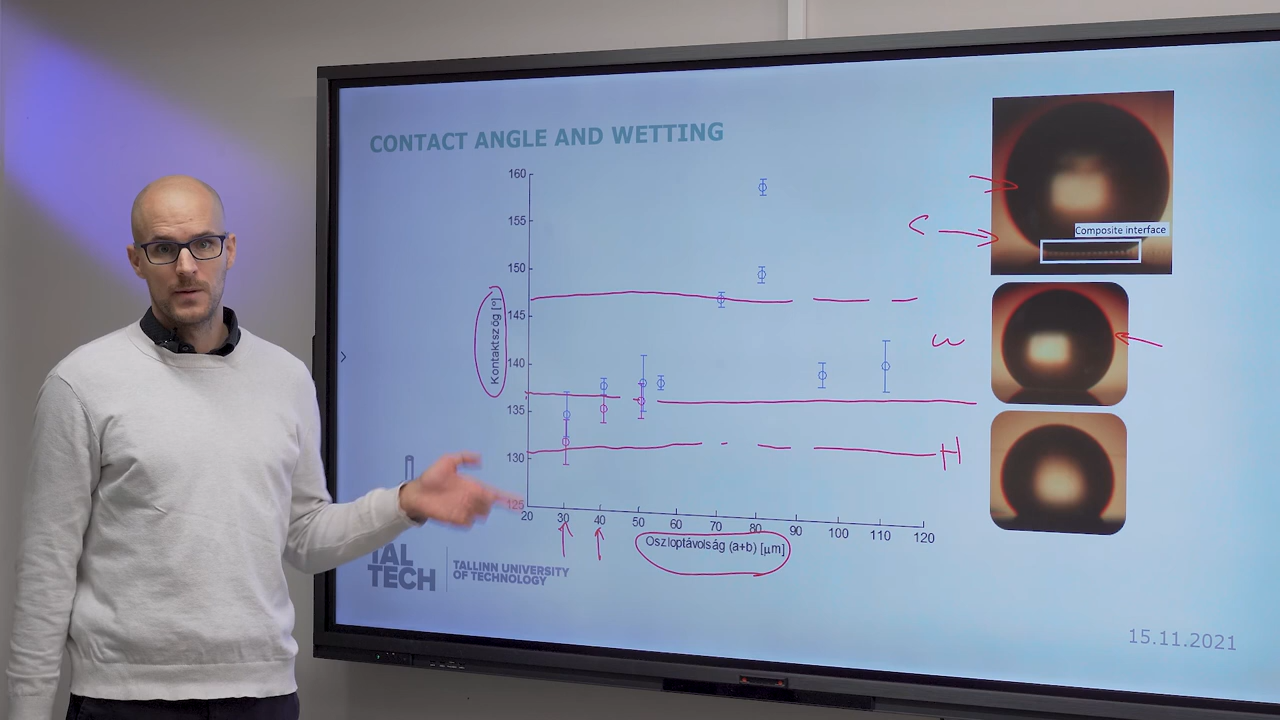 CONTACT ANGLE AND WETTING
160
155
150
145
140
135
130
125
Kontaktszög [º]
20 30 40 50 60 70 80 90 100 110 120
Oszloptávolság (a+b) [μm]
C
Composite interface
w
H
TAL
TECH
TALLINN UNIVERSITY
OF TECHNOLOGY
15.11.2021